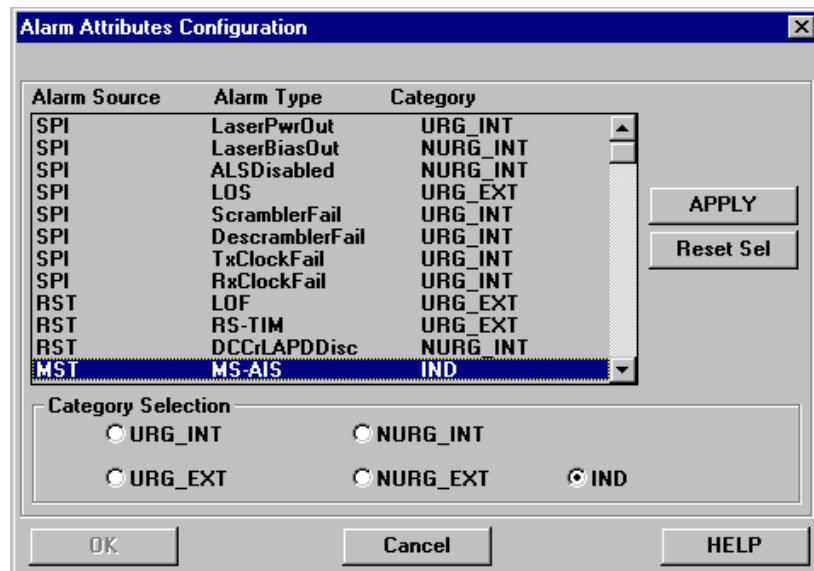 Alarm Attributes Configuration
Alarm Source Alarm Type Category
SPI LaserPwrOut URG_INT
SPI LaserBiasOut NURG_INT
SPI ALSDisabled NURG_INT
SPI LOS URG_EXT
SPI ScramblerFail URG_INT
SPI DescramblerFail URG_INT
SPI TxClockFail URG_INT
SPI RxClockFail URG_INT
RST LOF URG_EXT
RST RS-TIM URG_EXT
RST DCCrLAPDDisc NURG_INT
MST MS-AIS IND
APPLY
Reset Sel
Category Selection
URG_INT NURG_INT
URG_EXT NURG_EXT IND
OK Cancel HELP